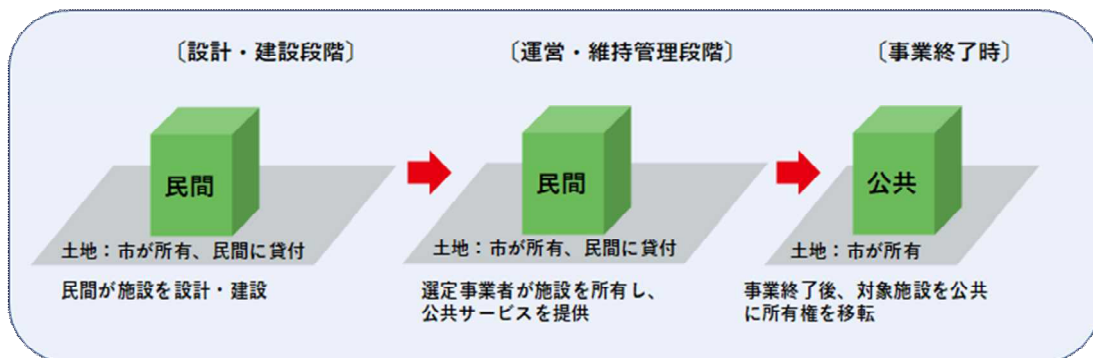 〔設計・建設段階〕
〔運営・維持管理段階〕
〔事業終了時〕
民間
民間
公共
土地：市が所有、民間に貸付
土地：市が所有、民間に貸付
土地：市が所有
民間が施設を設計・建設
選定事業者が施設を所有し、
公共サービスを提供
事業終了後、対象施設を公共
に所有権を移転